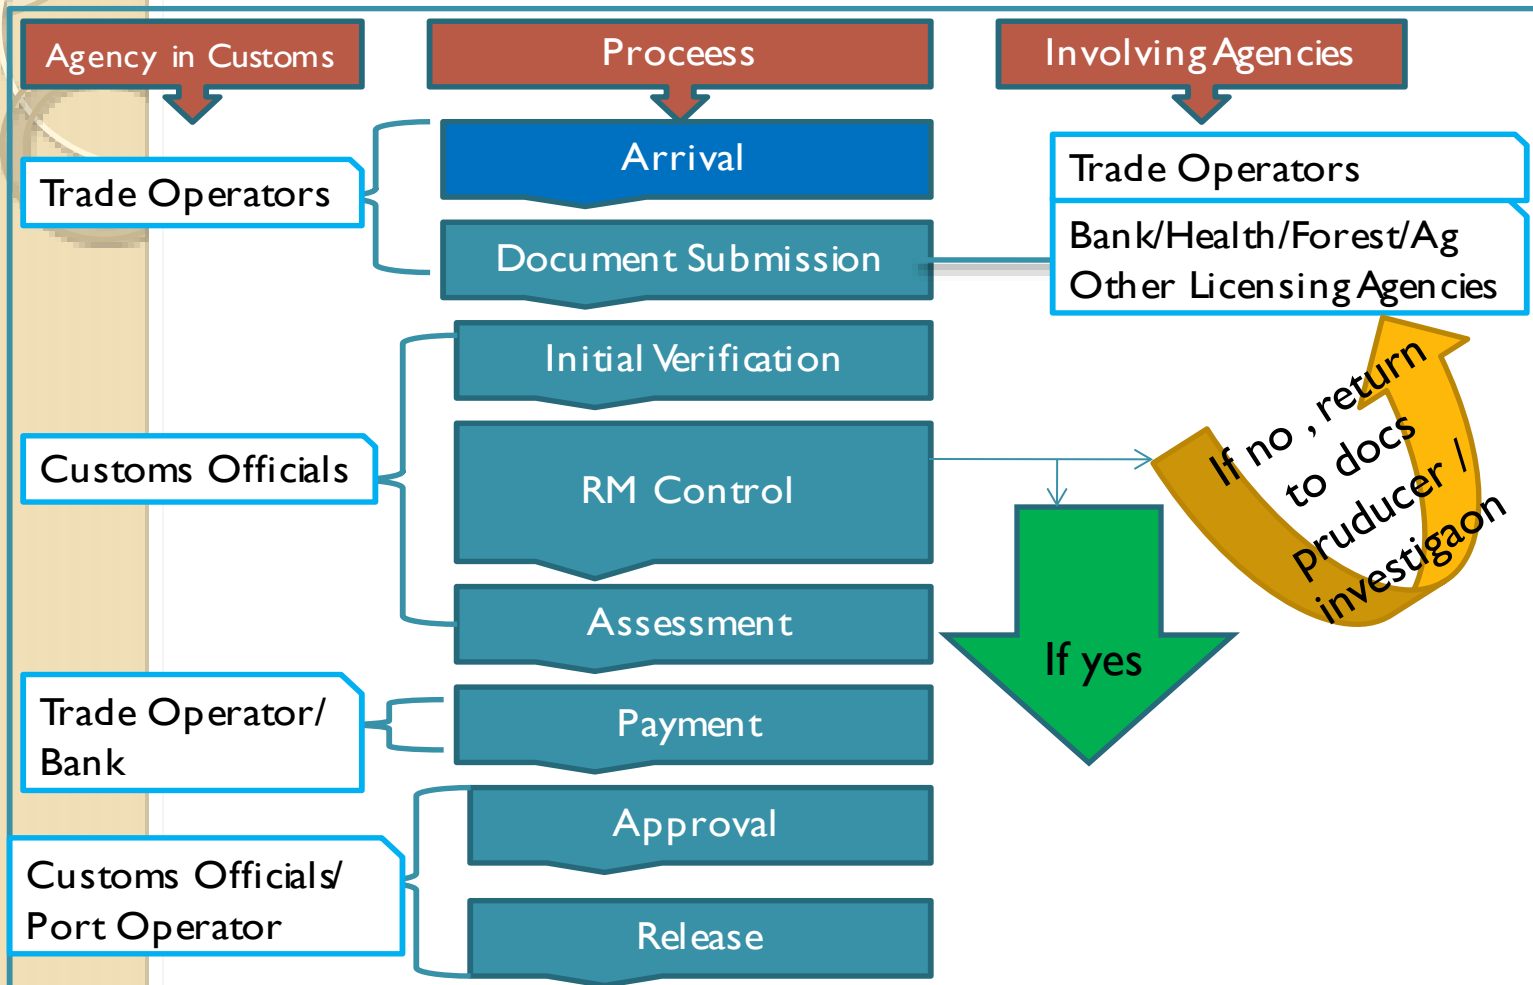 Agency in Customs
Proceess
Involving Agencies
Arrival
Trade Operators
Trade Operators
Document Submission
Bank/Health/Forest/Ag
Other Licensing Agencies
Initial Verification
Customs Officials
RM Control
If no , return
to docs
pruducer /
investigaon
Assessment
If yes
Trade Operator/
Bank
Payment
Approval
Customs Officials/
Port Operator
Release